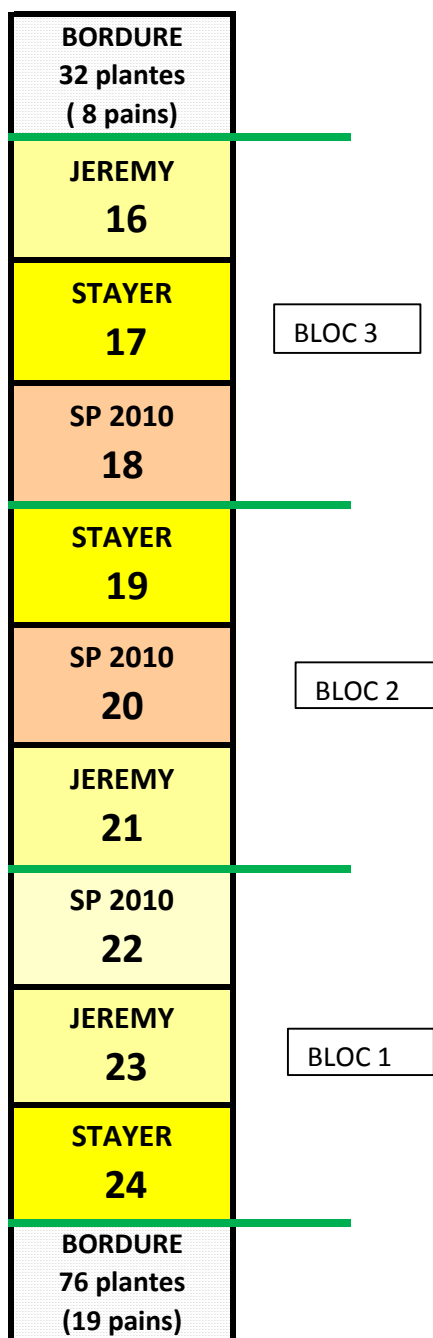 BORDURE
32 plantes
( 8 pains)
JEREMY
16
STAYER
17
BLOC 3
SP 2010
18
STAYER
19
SP 2010
20
BLOC 2
JEREMY
21
SP 2010
22
JEREMY
23
BLOC 1
STAYER
24
BORDURE
76 plantes
(19 pains)